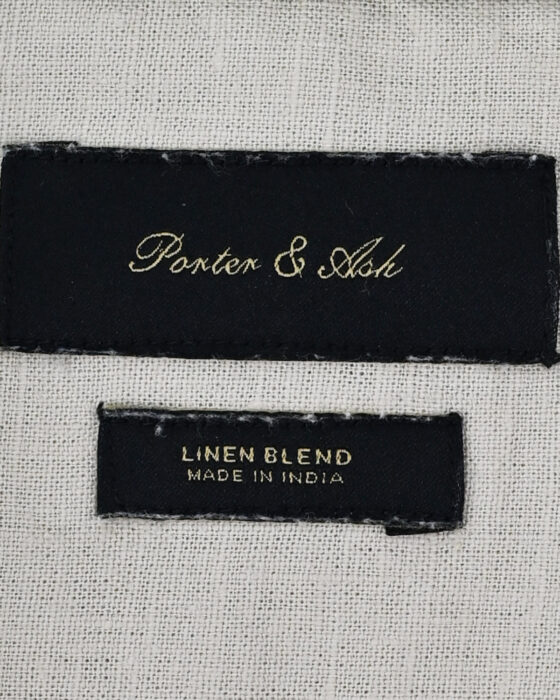 Porter & Ash
LINEN BLEND
MADE IN INDIA